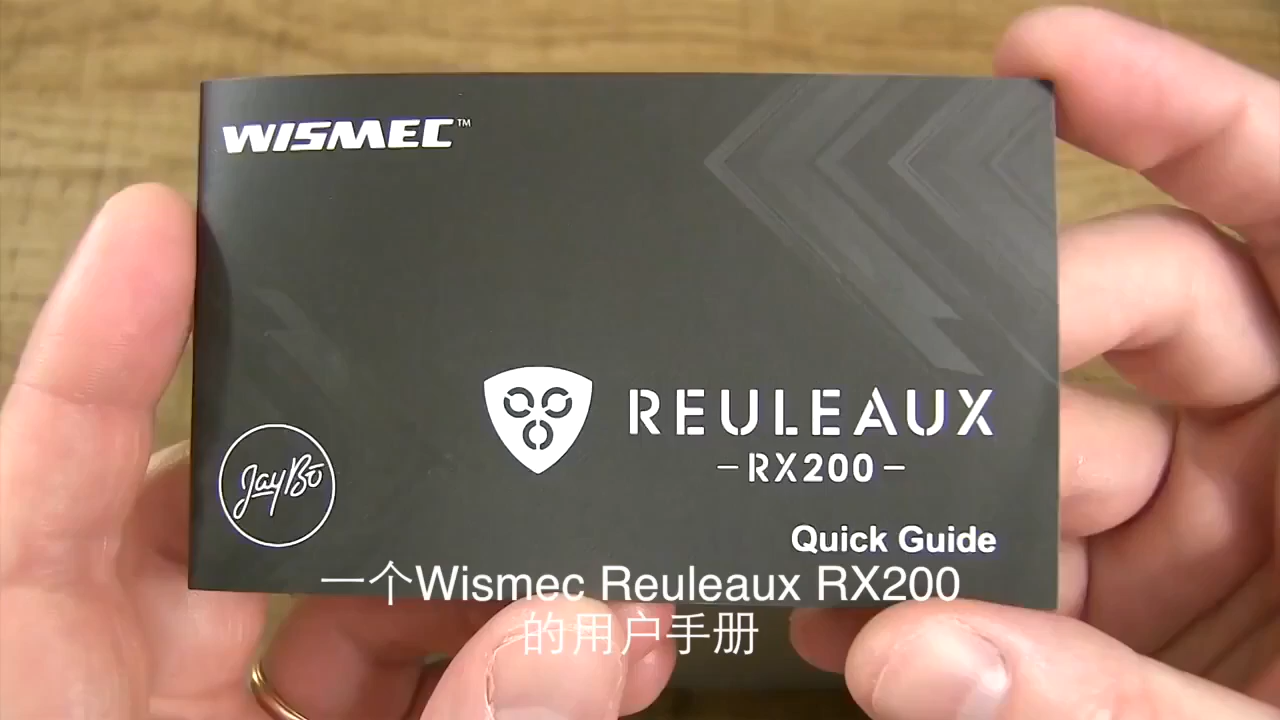 WISMEC™
REULEAUX
–RX200–
JayBo
Quick Guide
一个Wismec Reuleaux RX200
的用户手册